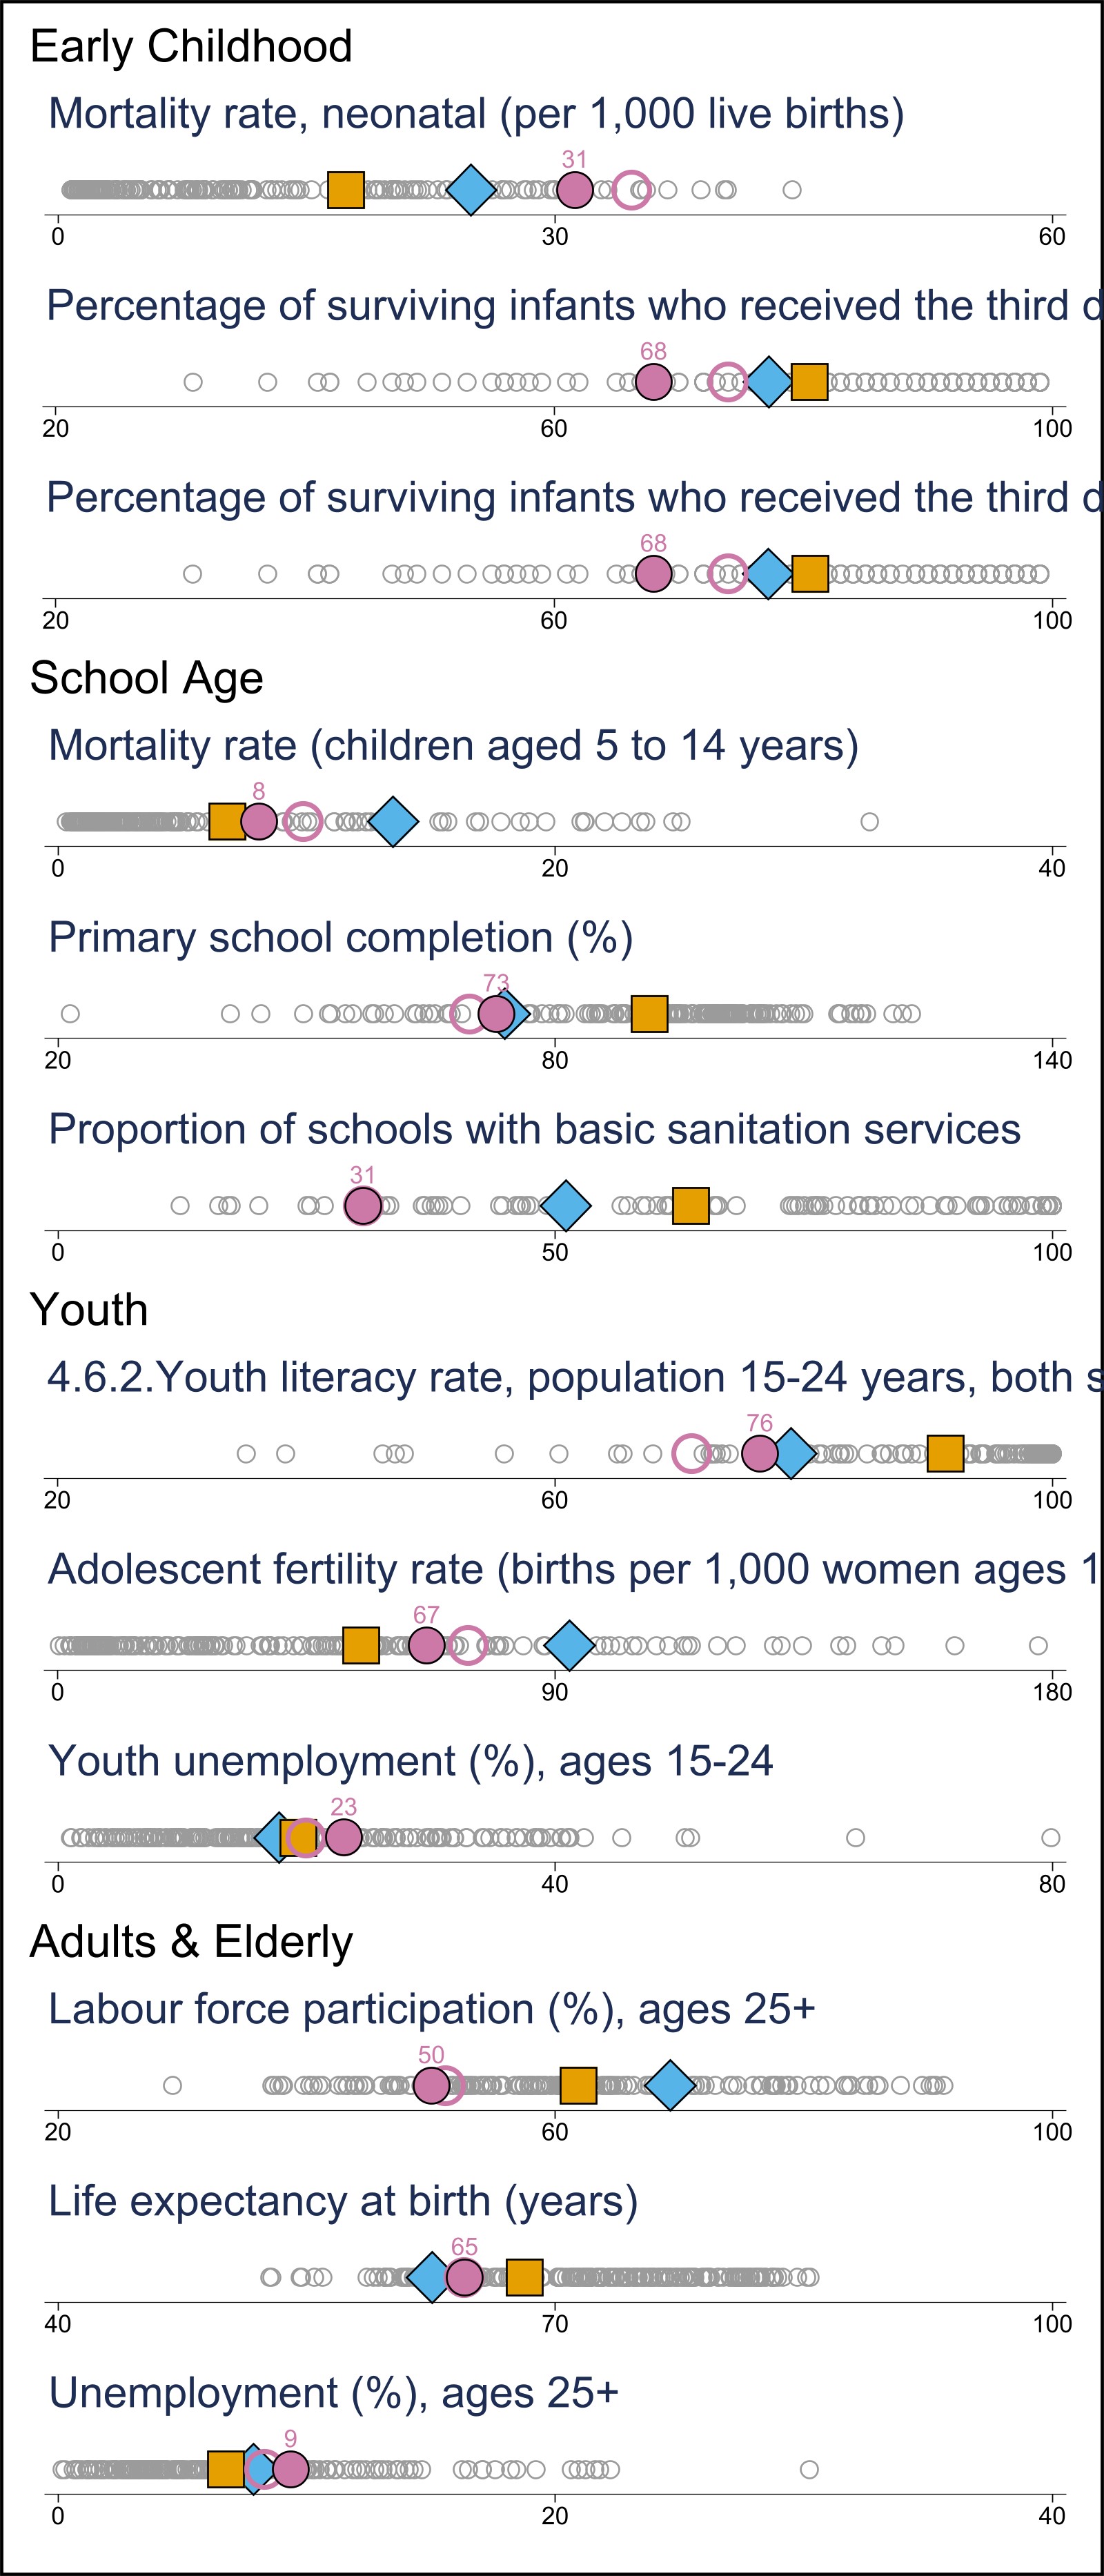 Early Childhood
Mortality rate, neonatal (per 1,000 live births)
31
0 30 60
Percentage of surviving infants who received the third d
68
20 60 100
Percentage of surviving infants who received the third d
68
20 60 100
School Age
Mortality rate (children aged 5 to 14 years)
8
0 20 40
Primary school completion (%)
73
20 80 140
Proportion of schools with basic sanitation services
31
0 50 100
Youth
4.6.2.Youth literacy rate, population 15-24 years, both s
76
20 60 100
Adolescent fertility rate (births per 1,000 women ages 1
67
0 90 180
Youth unemployment (%), ages 15-24
23
0 40 80
Adults & Elderly
Labour force participation (%), ages 25+
50
20 60 100
Life expectancy at birth (years)
65
40 70 100
Unemployment (%), ages 25+
9
0 20 40